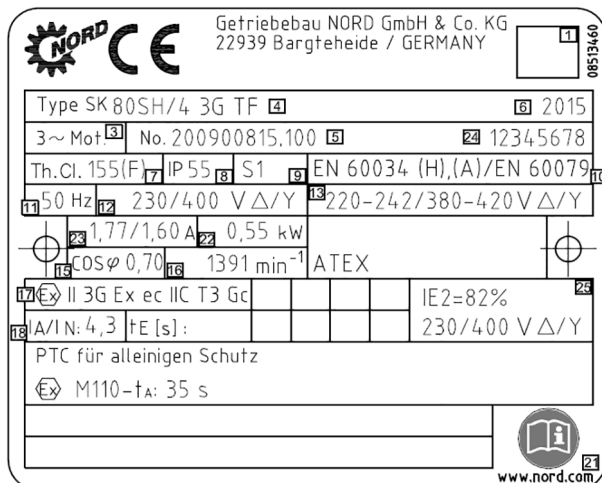 NORD CE
Getriebebau NORD GmbH & Co. KG
22939 Bargteheide / GERMANY
1
08513460
Type SK 80SH/4 3G TF 4 6 2015
3~ Mot. 3 No. 200900815,100 5 24 12345678
Th.Cl. 155(F) 7 IP 55 8 S1 9 EN 60034 (H),(A)/EN 60079 10
11 50 Hz 12 230/400 V △/Y 13 220-242/380-420V △/Y
23 1,77/1,60 A 22 0,55 kW
15 COSφ 0,70 16 1391 min⁻¹ ATEX
17 Ex II 3G Ex ec IIC T3 Gc IE2=82% 25
18 IA/I N: 4,3 tE [s] : 230/400 V △/Y
PTC für alleinigen Schutz
Ex M110-tA: 35 s
21
www.nord.com